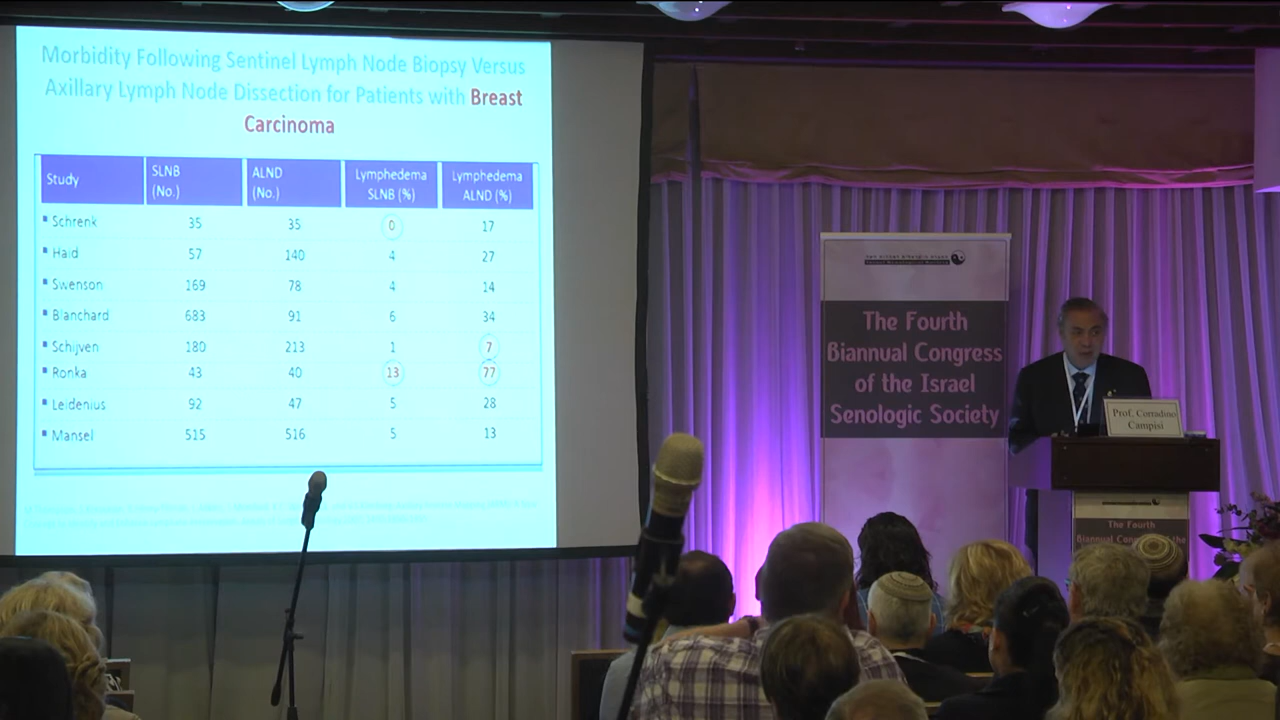 Morbidity Following Sentinel Lymph Node Biopsy Versus
Axillary Lymph Node Dissection for Patients with Breast
Carcinoma
Study SLNB (No.) ALND (No.) Lymphedema SLNB (%) Lymphedema ALND (%)
Schrenk 35 35 0 17
Haid 57 140 4 27
Swenson 169 78 4 14
Blanchard 683 91 6 34
Schijven 180 213 1 7
Ronka 43 40 13 77
Leidenius 92 47 5 28
Mansel 515 516 5 13
The Fourth
Biannual Congress
of the Israel
Senologic Society
Prof. Corradino
Campisi
The Fourth
Biannual Congress of the